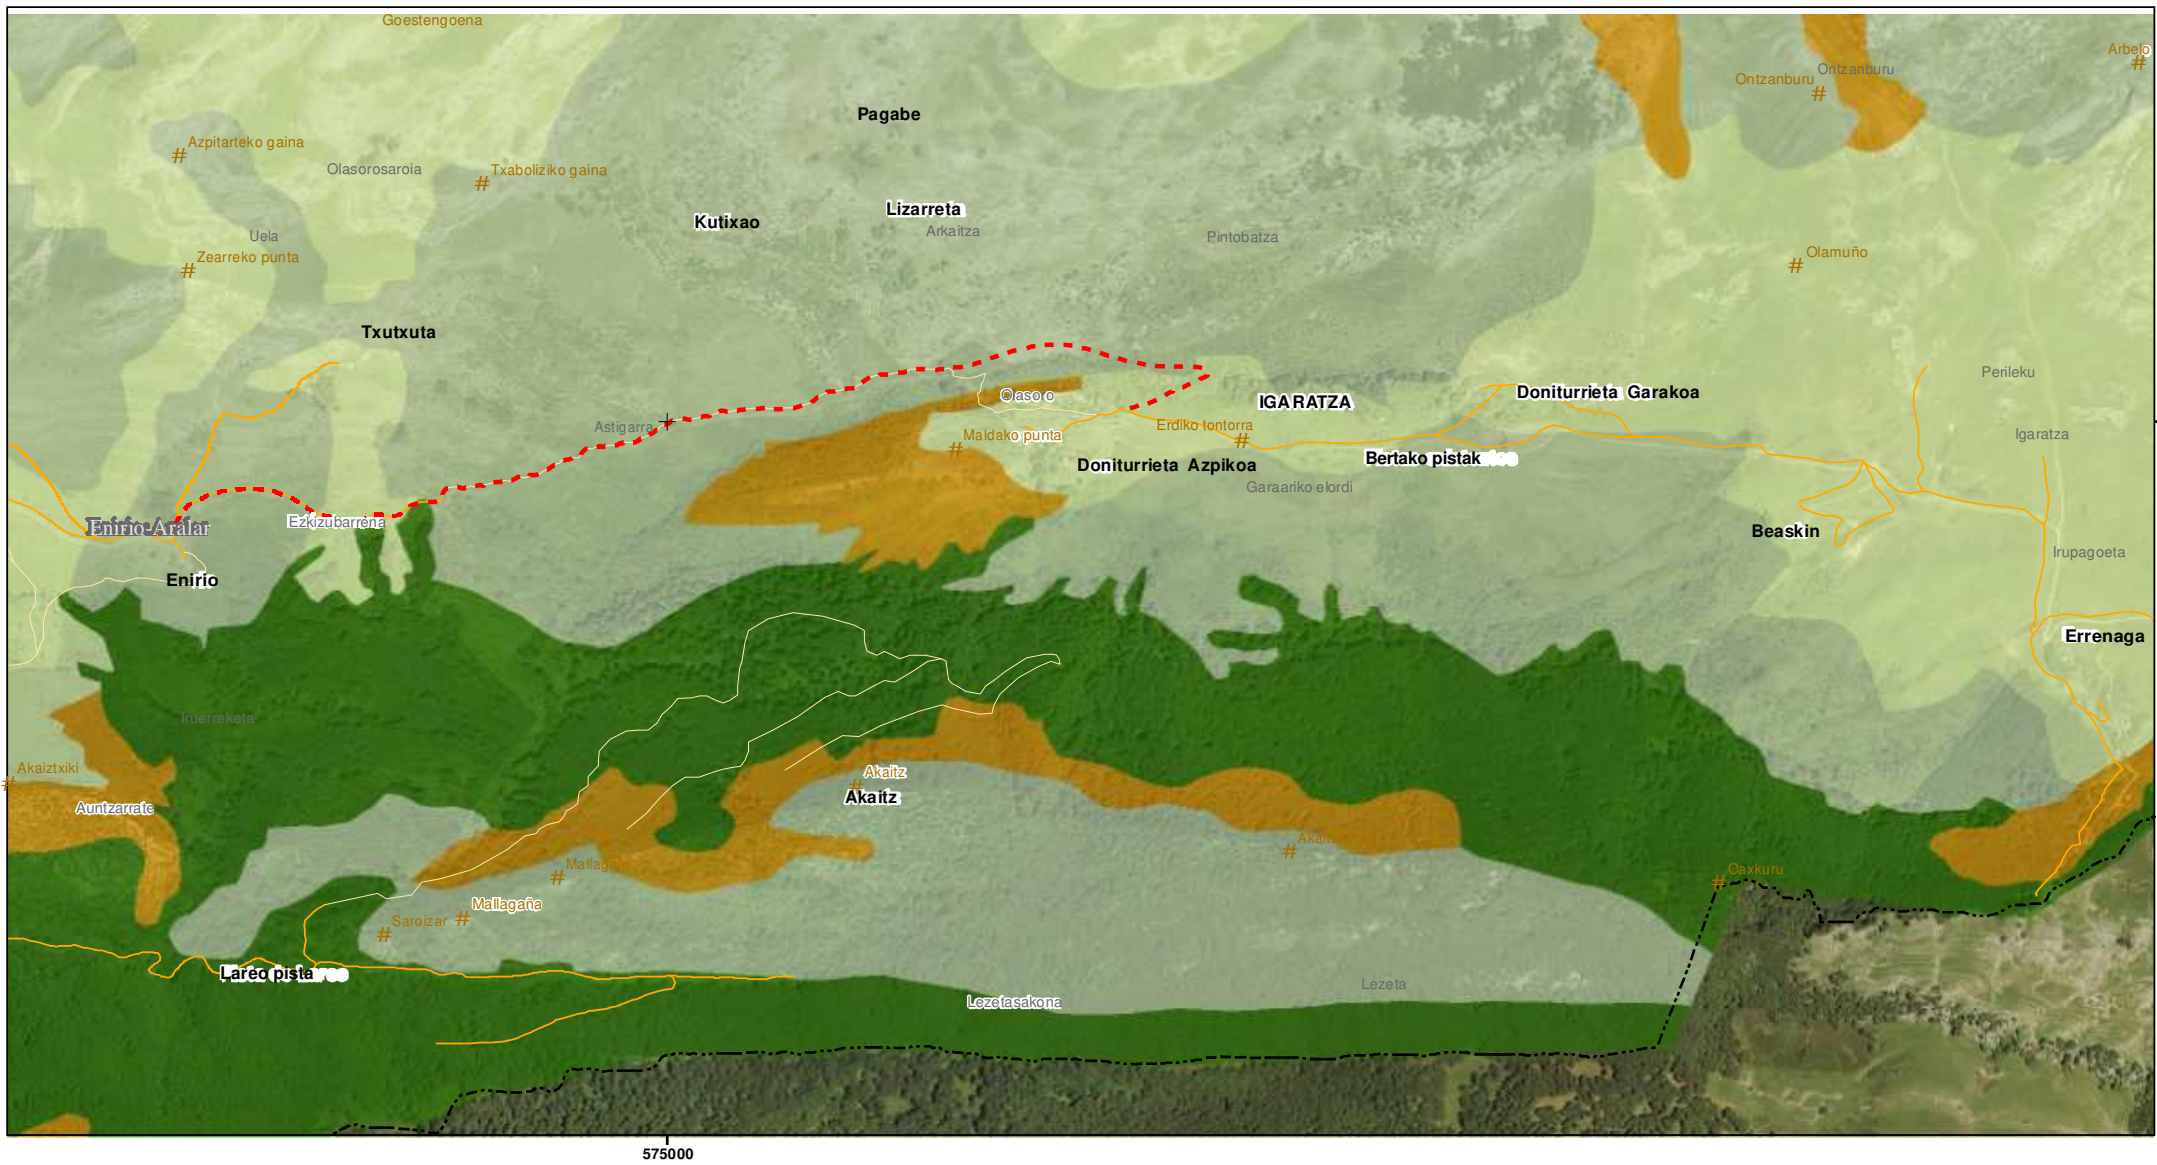 Goestengoena
Arbelo
Ontzanburu
Ontzanburu
Pagabe
Azpitarteko gaina
Olasorosaroia
Txaboliziko gaina
Lizarreta
Kutixao
Arkaitza
Uela
Pintobatza
Zearreko punta
Olamuño
Txutxuta
Perileku
Olasoro
Doniturrieta Garakoa
IGARATZA
Astigarra
Erdiko tontorra
Maldako punta
Igaratza
Bertako pistak
Doniturrieta Azpikoa
Garaariko elordi
Ezkizubarrena
Enirio-Aralar
Beaskin
Irupagoeta
Enirio
Errenaga
Iruerreketa
Akaiztxiki
Akaitz
Akaitz
Auntzarrate
Mallagain
Oaxkuru
Mallagaña
Saroizar
Lareo pista
Lezeta
Lezetasakona
575000